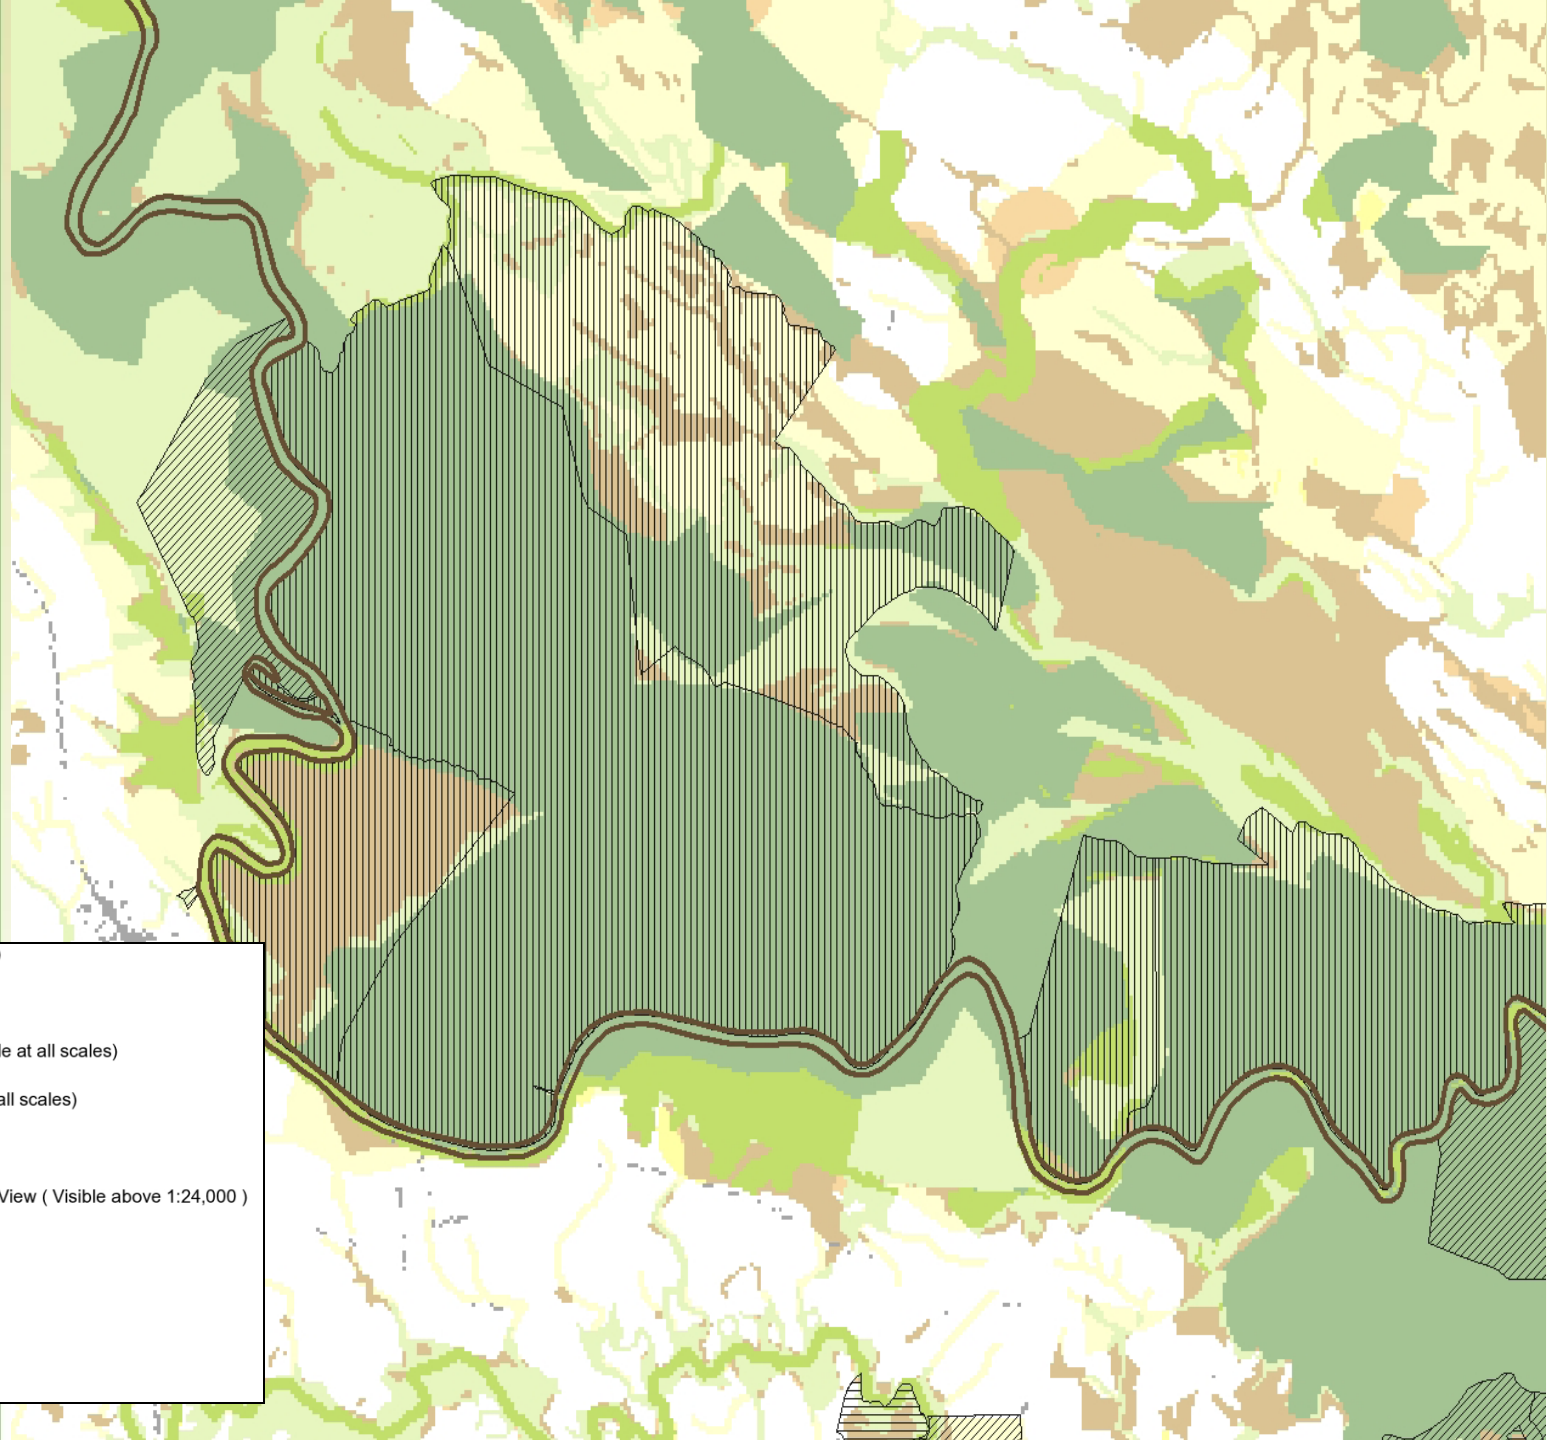 )
le at all scales)
all scales)
View ( Visible above 1:24,000 )